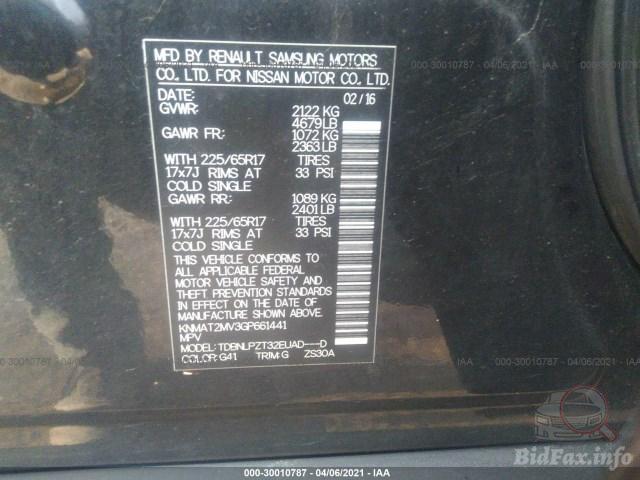 000-30010787 - 04/06/2021 - IAA
MFD BY RENAULT SAMSUNG MOTORS
CO., LTD. FOR NISSAN MOTOR CO., LTD.
DATE: 02/16
GVWR: 2122 KG
4679 LB
GAWR FR: 1072 KG
2363 LB
WITH 225/65R17 TIRES
17x7J RIMS AT 33 PSI
COLD SINGLE
GAWR RR: 1089 KG
2401 LB
WITH 225/65R17 TIRES
17x7J RIMS AT 33 PSI
COLD SINGLE
THIS VEHICLE CONFORMS TO
ALL APPLICABLE FEDERAL
MOTOR VEHICLE SAFETY AND
THEFT PREVENTION STANDARDS
IN EFFECT ON THE DATE OF
MANUFACTURE SHOWN ABOVE.
KNMAT2MV3GP661441
MPV
MODEL: TDBNLPZT32EUAD----D
COLOR: G41 TRIM: G ZS30A
000-30010787 - 04/06/2021 - IAA
BidFax.info